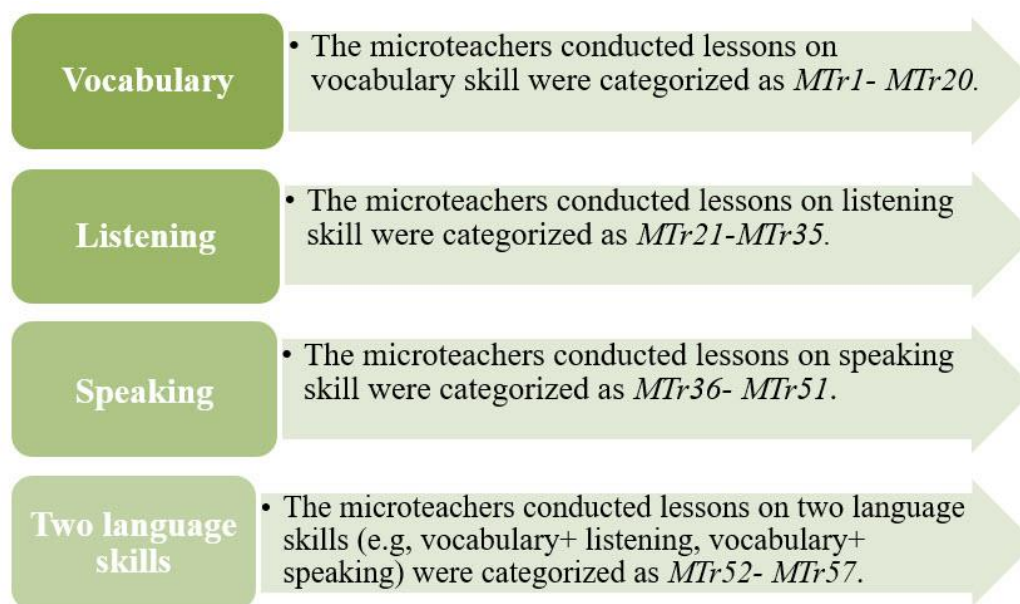 Vocabulary
• The microteachers conducted lessons on
vocabulary skill were categorized as MTr1- MTr20.
Listening
• The microteachers conducted lessons on listening
skill were categorized as MTr21-MTr35.
Speaking
• The microteachers conducted lessons on speaking
skill were categorized as MTr36- MTr51.
Two language
skills
• The microteachers conducted lessons on two language
skills (e.g, vocabulary+ listening, vocabulary+
speaking) were categorized as MTr52- MTr57.